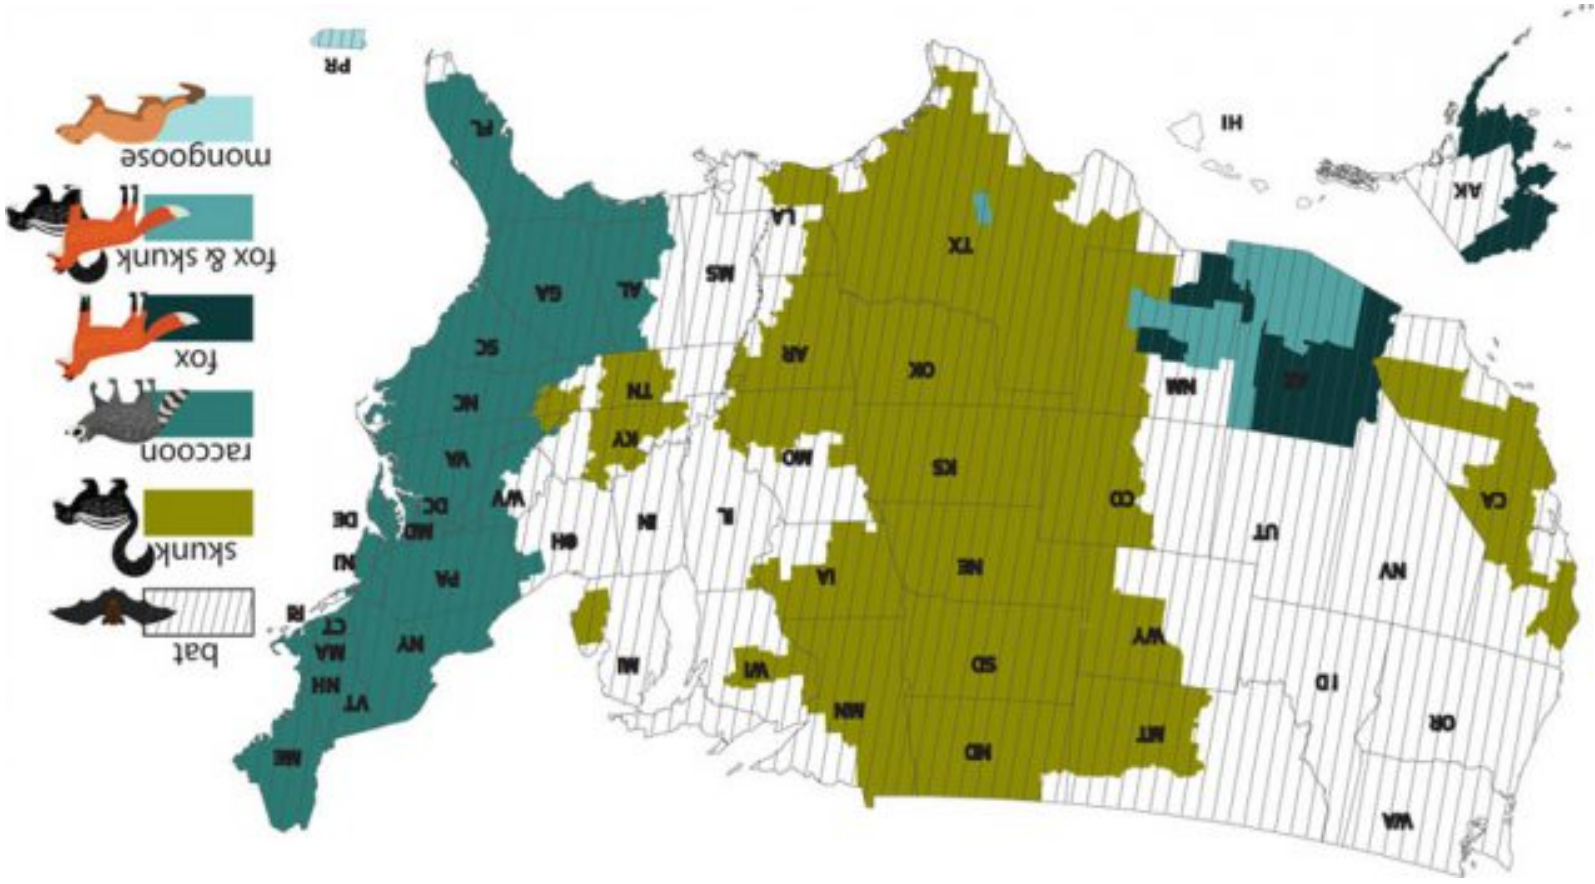 WA
MT
ND
ME
OR
ID
MN
WI
MI
VT
NH
SD
WY
NY
MA
CT
RI
NV
UT
NE
IA
IL
IN
OH
PA
NJ
MD
DE
DC
CA
CO
KS
MO
WV
VA
KY
AZ
NM
OK
AR
TN
NC
SC
TX
LA
MS
AL
GA
AK
HI
FL
PR
bat
skunk
raccoon
fox
fox & skunk
mongoose